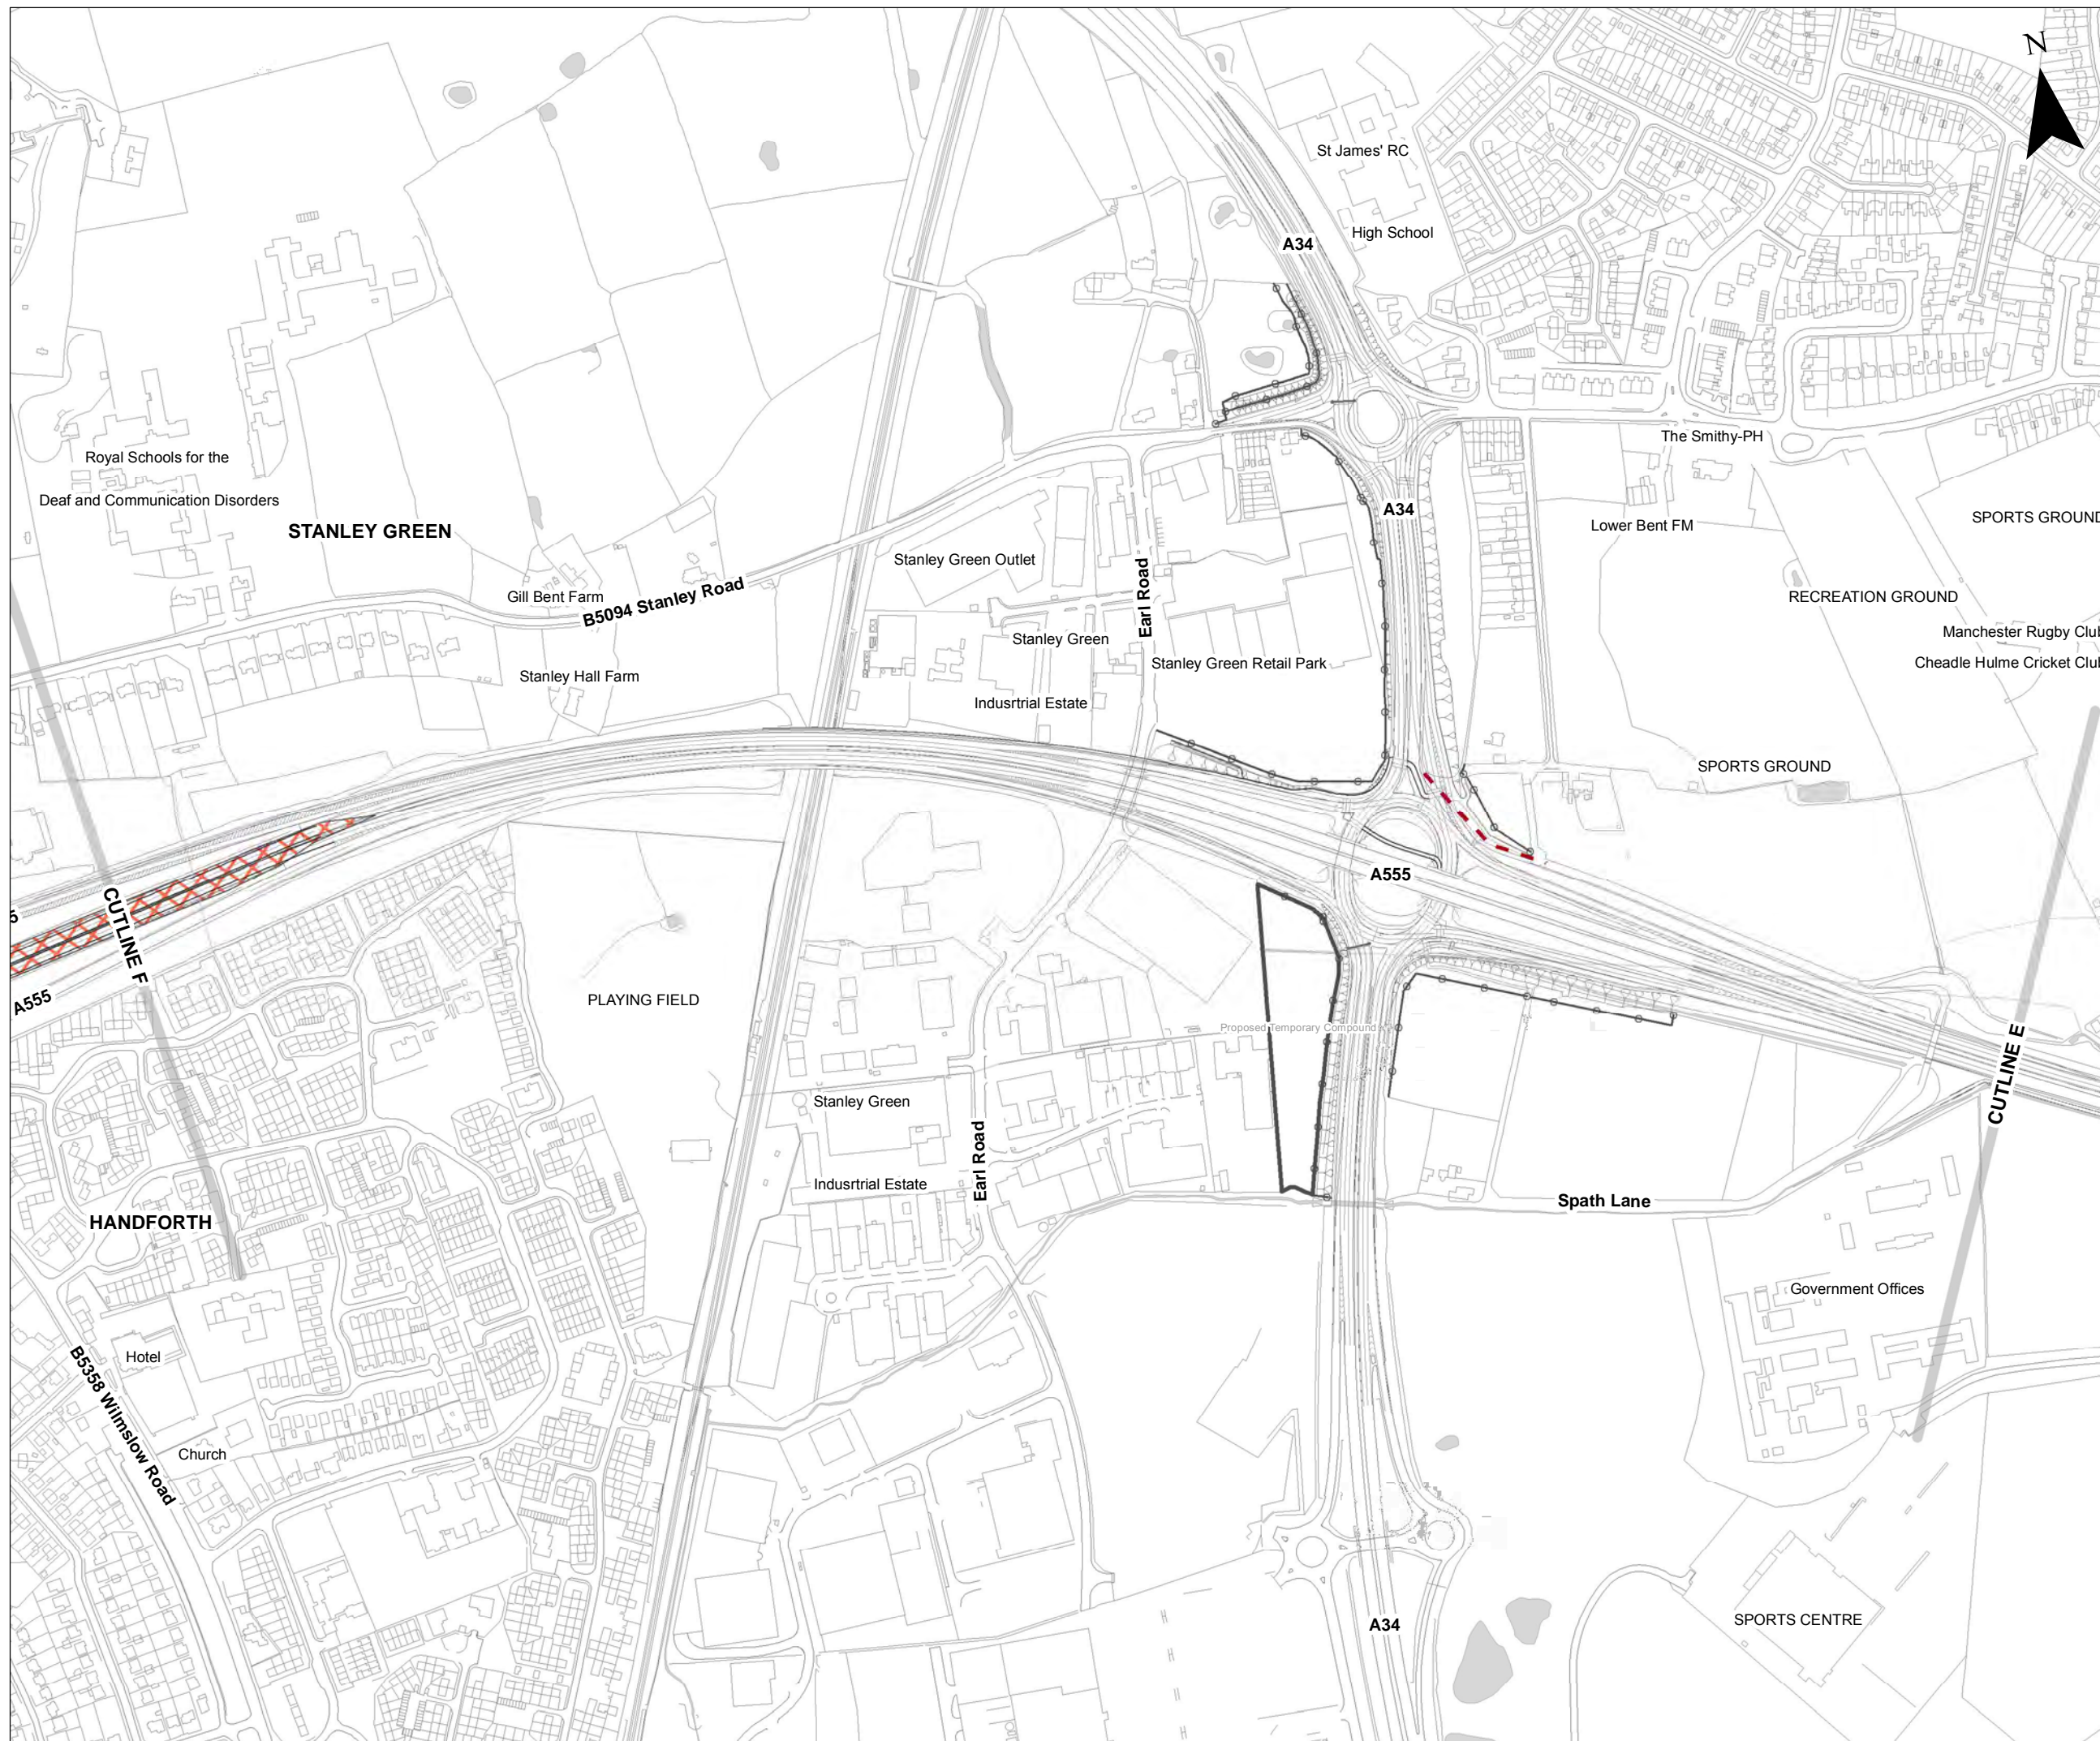 N
St James' RC
High School
A34
The Smithy-PH
Royal Schools for the
Deaf and Communication Disorders
STANLEY GREEN
A34
SPORTS GROUND
Lower Bent FM
Stanley Green Outlet
Gill Bent Farm
B5094 Stanley Road
Earl Road
RECREATION GROUND
Manchester Rugby Club
Stanley Green
Indusrtrial Estate
Stanley Green Retail Park
Cheadle Hulme Cricket Club
Stanley Hall Farm
SPORTS GROUND
A555
5
CUTLINE F
A555
PLAYING FIELD
Proposed Temporary Compound
CUTLINE E
Stanley Green
Indusrtrial Estate
Earl Road
Spath Lane
HANDFORTH
Government Offices
Hotel
B5358 Wilmslow Road
Church
A34
SPORTS CENTRE